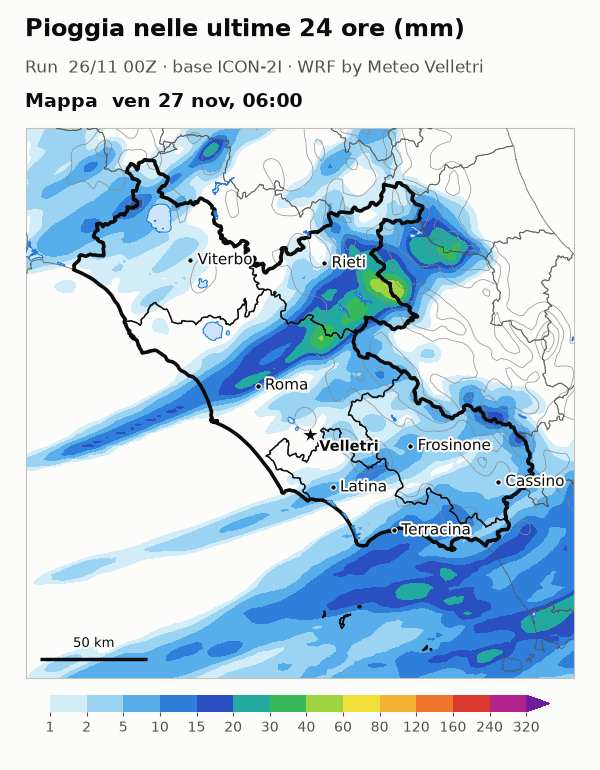 Pioggia nelle ultime 24 ore (mm)
Run  26/11 00Z · base ICON-2I · WRF by Meteo Velletri
Mappa  ven 27 nov, 06:00
Viterbo
Rieti
Roma
Velletri
Frosinone
Cassino
Latina
Terracina
50 km
1 2 5 10 15 20 30 40 60 80 120 160 240 320